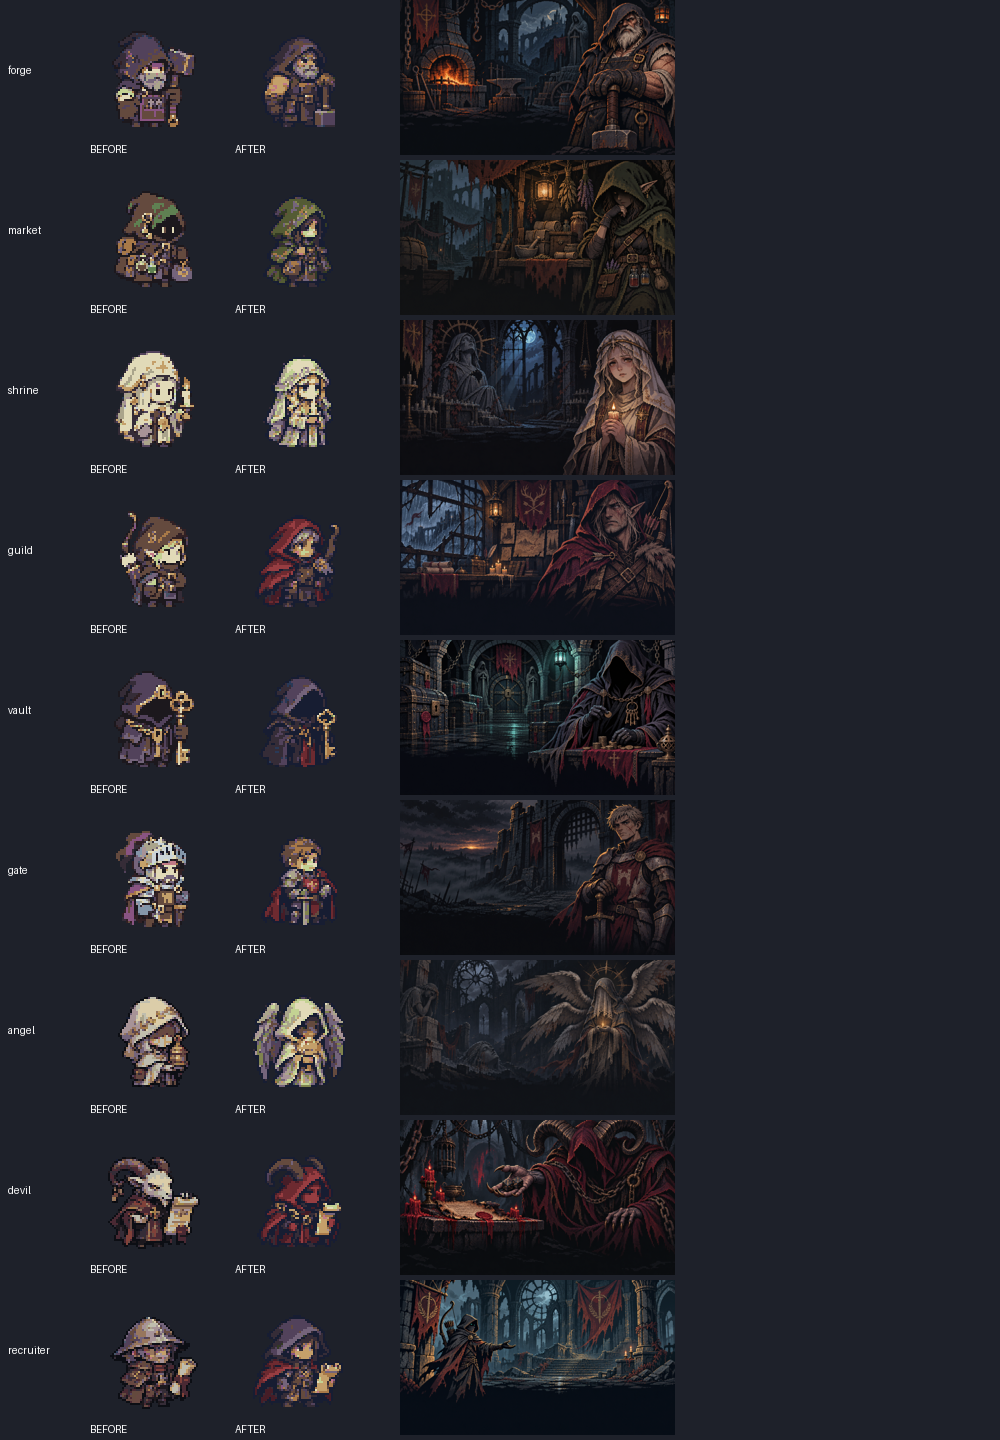 forge
BEFORE AFTER
market
BEFORE AFTER
shrine
BEFORE AFTER
guild
BEFORE AFTER
vault
BEFORE AFTER
gate
BEFORE AFTER
angel
BEFORE AFTER
devil
BEFORE AFTER
recruiter
BEFORE AFTER